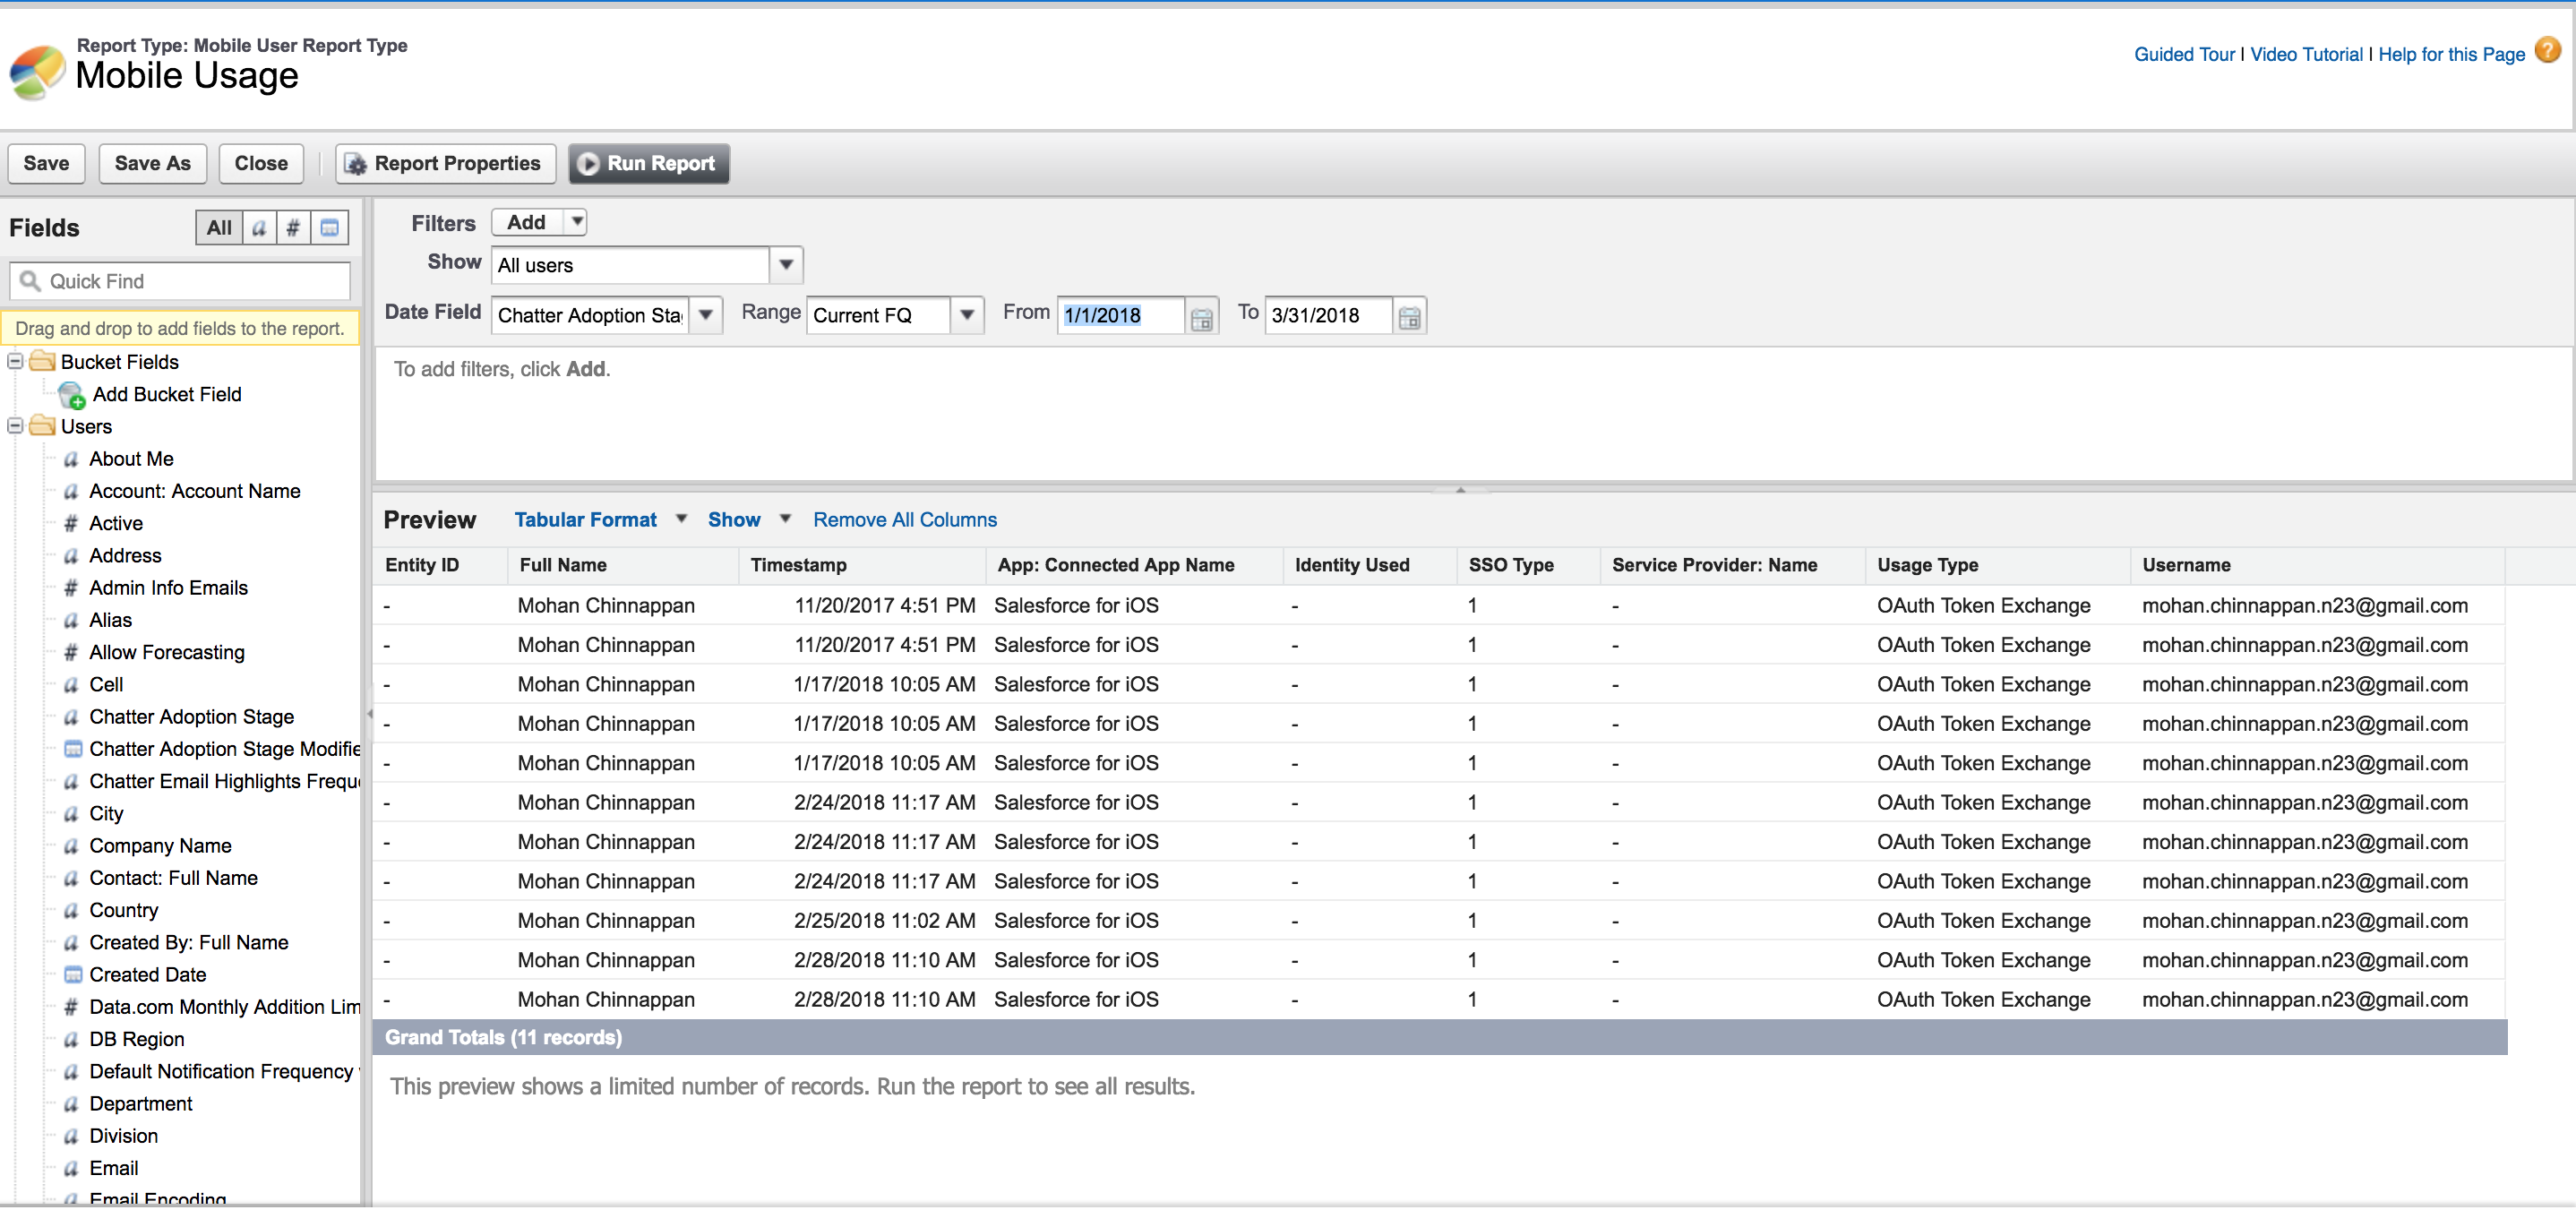 Report Type: Mobile User Report Type
Mobile Usage
Guided Tour | Video Tutorial | Help for this Page ?
Save Save As Close Report Properties Run Report
Fields All a #
Quick Find
Drag and drop to add fields to the report.
Bucket Fields
Add Bucket Field
Users
a About Me
a Account: Account Name
# Active
a Address
# Admin Info Emails
a Alias
# Allow Forecasting
a Cell
a Chatter Adoption Stage
Chatter Adoption Stage Modifie
a Chatter Email Highlights Frequ
a City
a Company Name
a Contact: Full Name
a Country
a Created By: Full Name
Created Date
# Data.com Monthly Addition Lim
a DB Region
a Default Notification Frequency
a Department
a Division
a Email
a Email Encoding
Filters Add
Show All users
Date Field Chatter Adoption Sta Range Current FQ From 1/1/2018 To 3/31/2018
To add filters, click Add.
Preview Tabular Format Show Remove All Columns
Entity ID Full Name Timestamp App: Connected App Name Identity Used SSO Type Service Provider: Name Usage Type Username
- Mohan Chinnappan 11/20/2017 4:51 PM Salesforce for iOS - 1 - OAuth Token Exchange mohan.chinnappan.n23@gmail.com
- Mohan Chinnappan 11/20/2017 4:51 PM Salesforce for iOS - 1 - OAuth Token Exchange mohan.chinnappan.n23@gmail.com
- Mohan Chinnappan 1/17/2018 10:05 AM Salesforce for iOS - 1 - OAuth Token Exchange mohan.chinnappan.n23@gmail.com
- Mohan Chinnappan 1/17/2018 10:05 AM Salesforce for iOS - 1 - OAuth Token Exchange mohan.chinnappan.n23@gmail.com
- Mohan Chinnappan 1/17/2018 10:05 AM Salesforce for iOS - 1 - OAuth Token Exchange mohan.chinnappan.n23@gmail.com
- Mohan Chinnappan 2/24/2018 11:17 AM Salesforce for iOS - 1 - OAuth Token Exchange mohan.chinnappan.n23@gmail.com
- Mohan Chinnappan 2/24/2018 11:17 AM Salesforce for iOS - 1 - OAuth Token Exchange mohan.chinnappan.n23@gmail.com
- Mohan Chinnappan 2/24/2018 11:17 AM Salesforce for iOS - 1 - OAuth Token Exchange mohan.chinnappan.n23@gmail.com
- Mohan Chinnappan 2/25/2018 11:02 AM Salesforce for iOS - 1 - OAuth Token Exchange mohan.chinnappan.n23@gmail.com
- Mohan Chinnappan 2/28/2018 11:10 AM Salesforce for iOS - 1 - OAuth Token Exchange mohan.chinnappan.n23@gmail.com
- Mohan Chinnappan 2/28/2018 11:10 AM Salesforce for iOS - 1 - OAuth Token Exchange mohan.chinnappan.n23@gmail.com
Grand Totals (11 records)
This preview shows a limited number of records. Run the report to see all results.